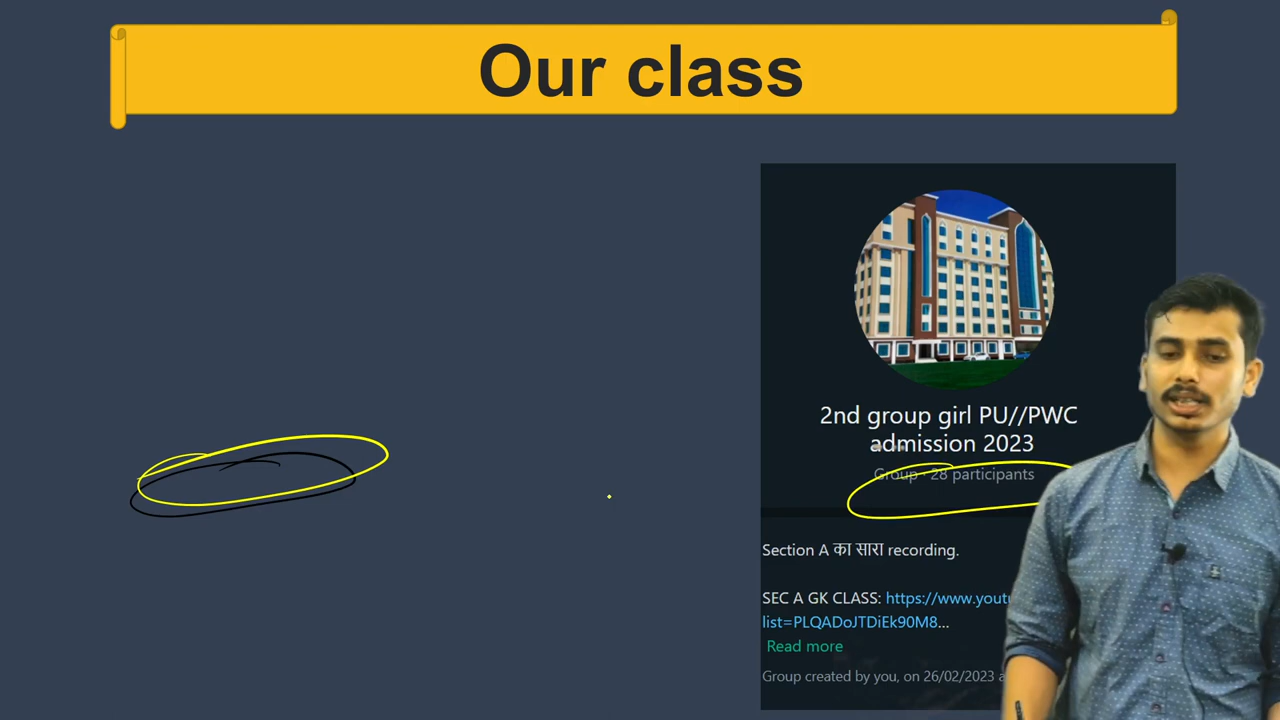 Our class
2nd group girl PU//PWC
admission 2023
Group · 28 participants
Section A का सारा recording.
SEC A GK CLASS: https://www.youtu
list=PLQADoJTDiEk90M8...
Read more
Group created by you, on 26/02/2023 a